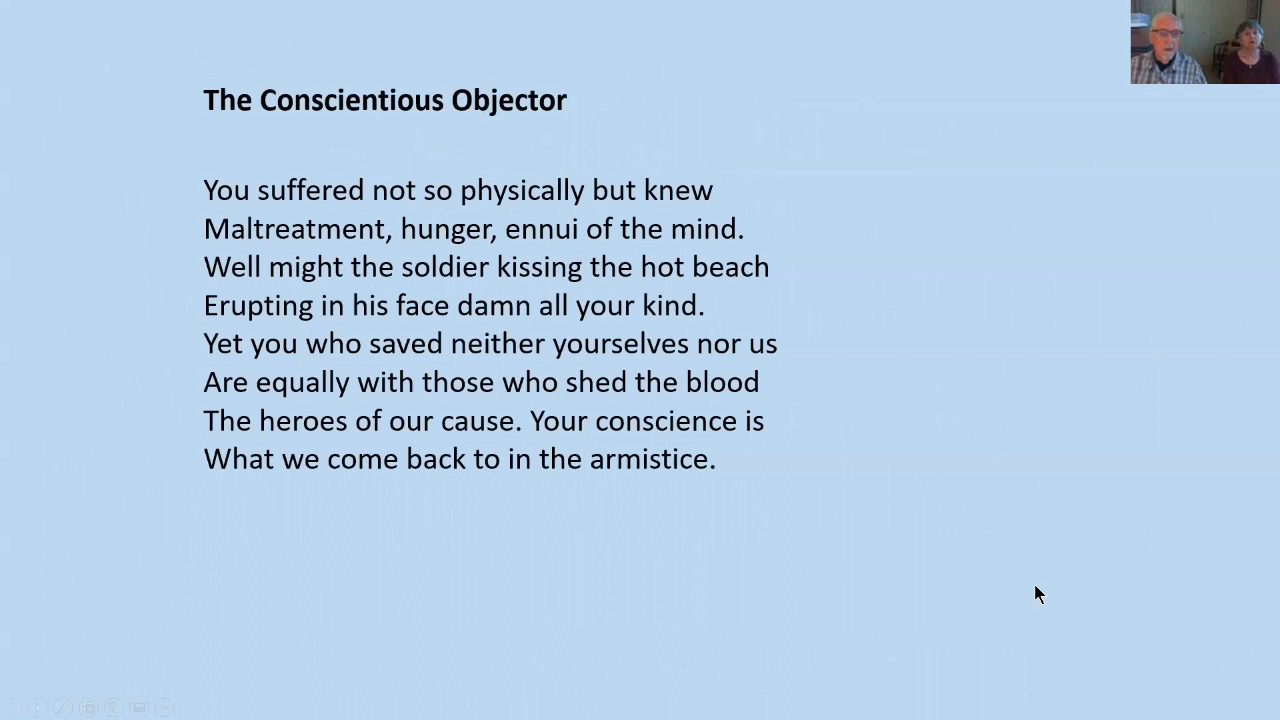 The Conscientious Objector
You suffered not so physically but knew
Maltreatment, hunger, ennui of the mind.
Well might the soldier kissing the hot beach
Erupting in his face damn all your kind.
Yet you who saved neither yourselves nor us
Are equally with those who shed the blood
The heroes of our cause. Your conscience is
What we come back to in the armistice.